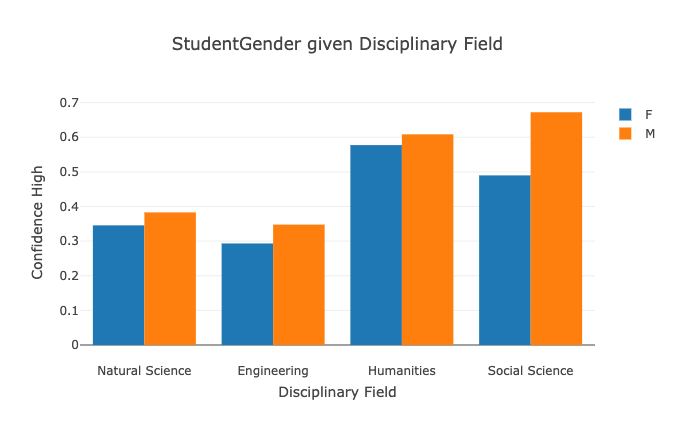 StudentGender given Disciplinary Field
F
M
0.7
0.6
0.5
0.4
0.3
0.2
0.1
0
Confidence High
Natural Science
Engineering
Humanities
Social Science
Disciplinary Field